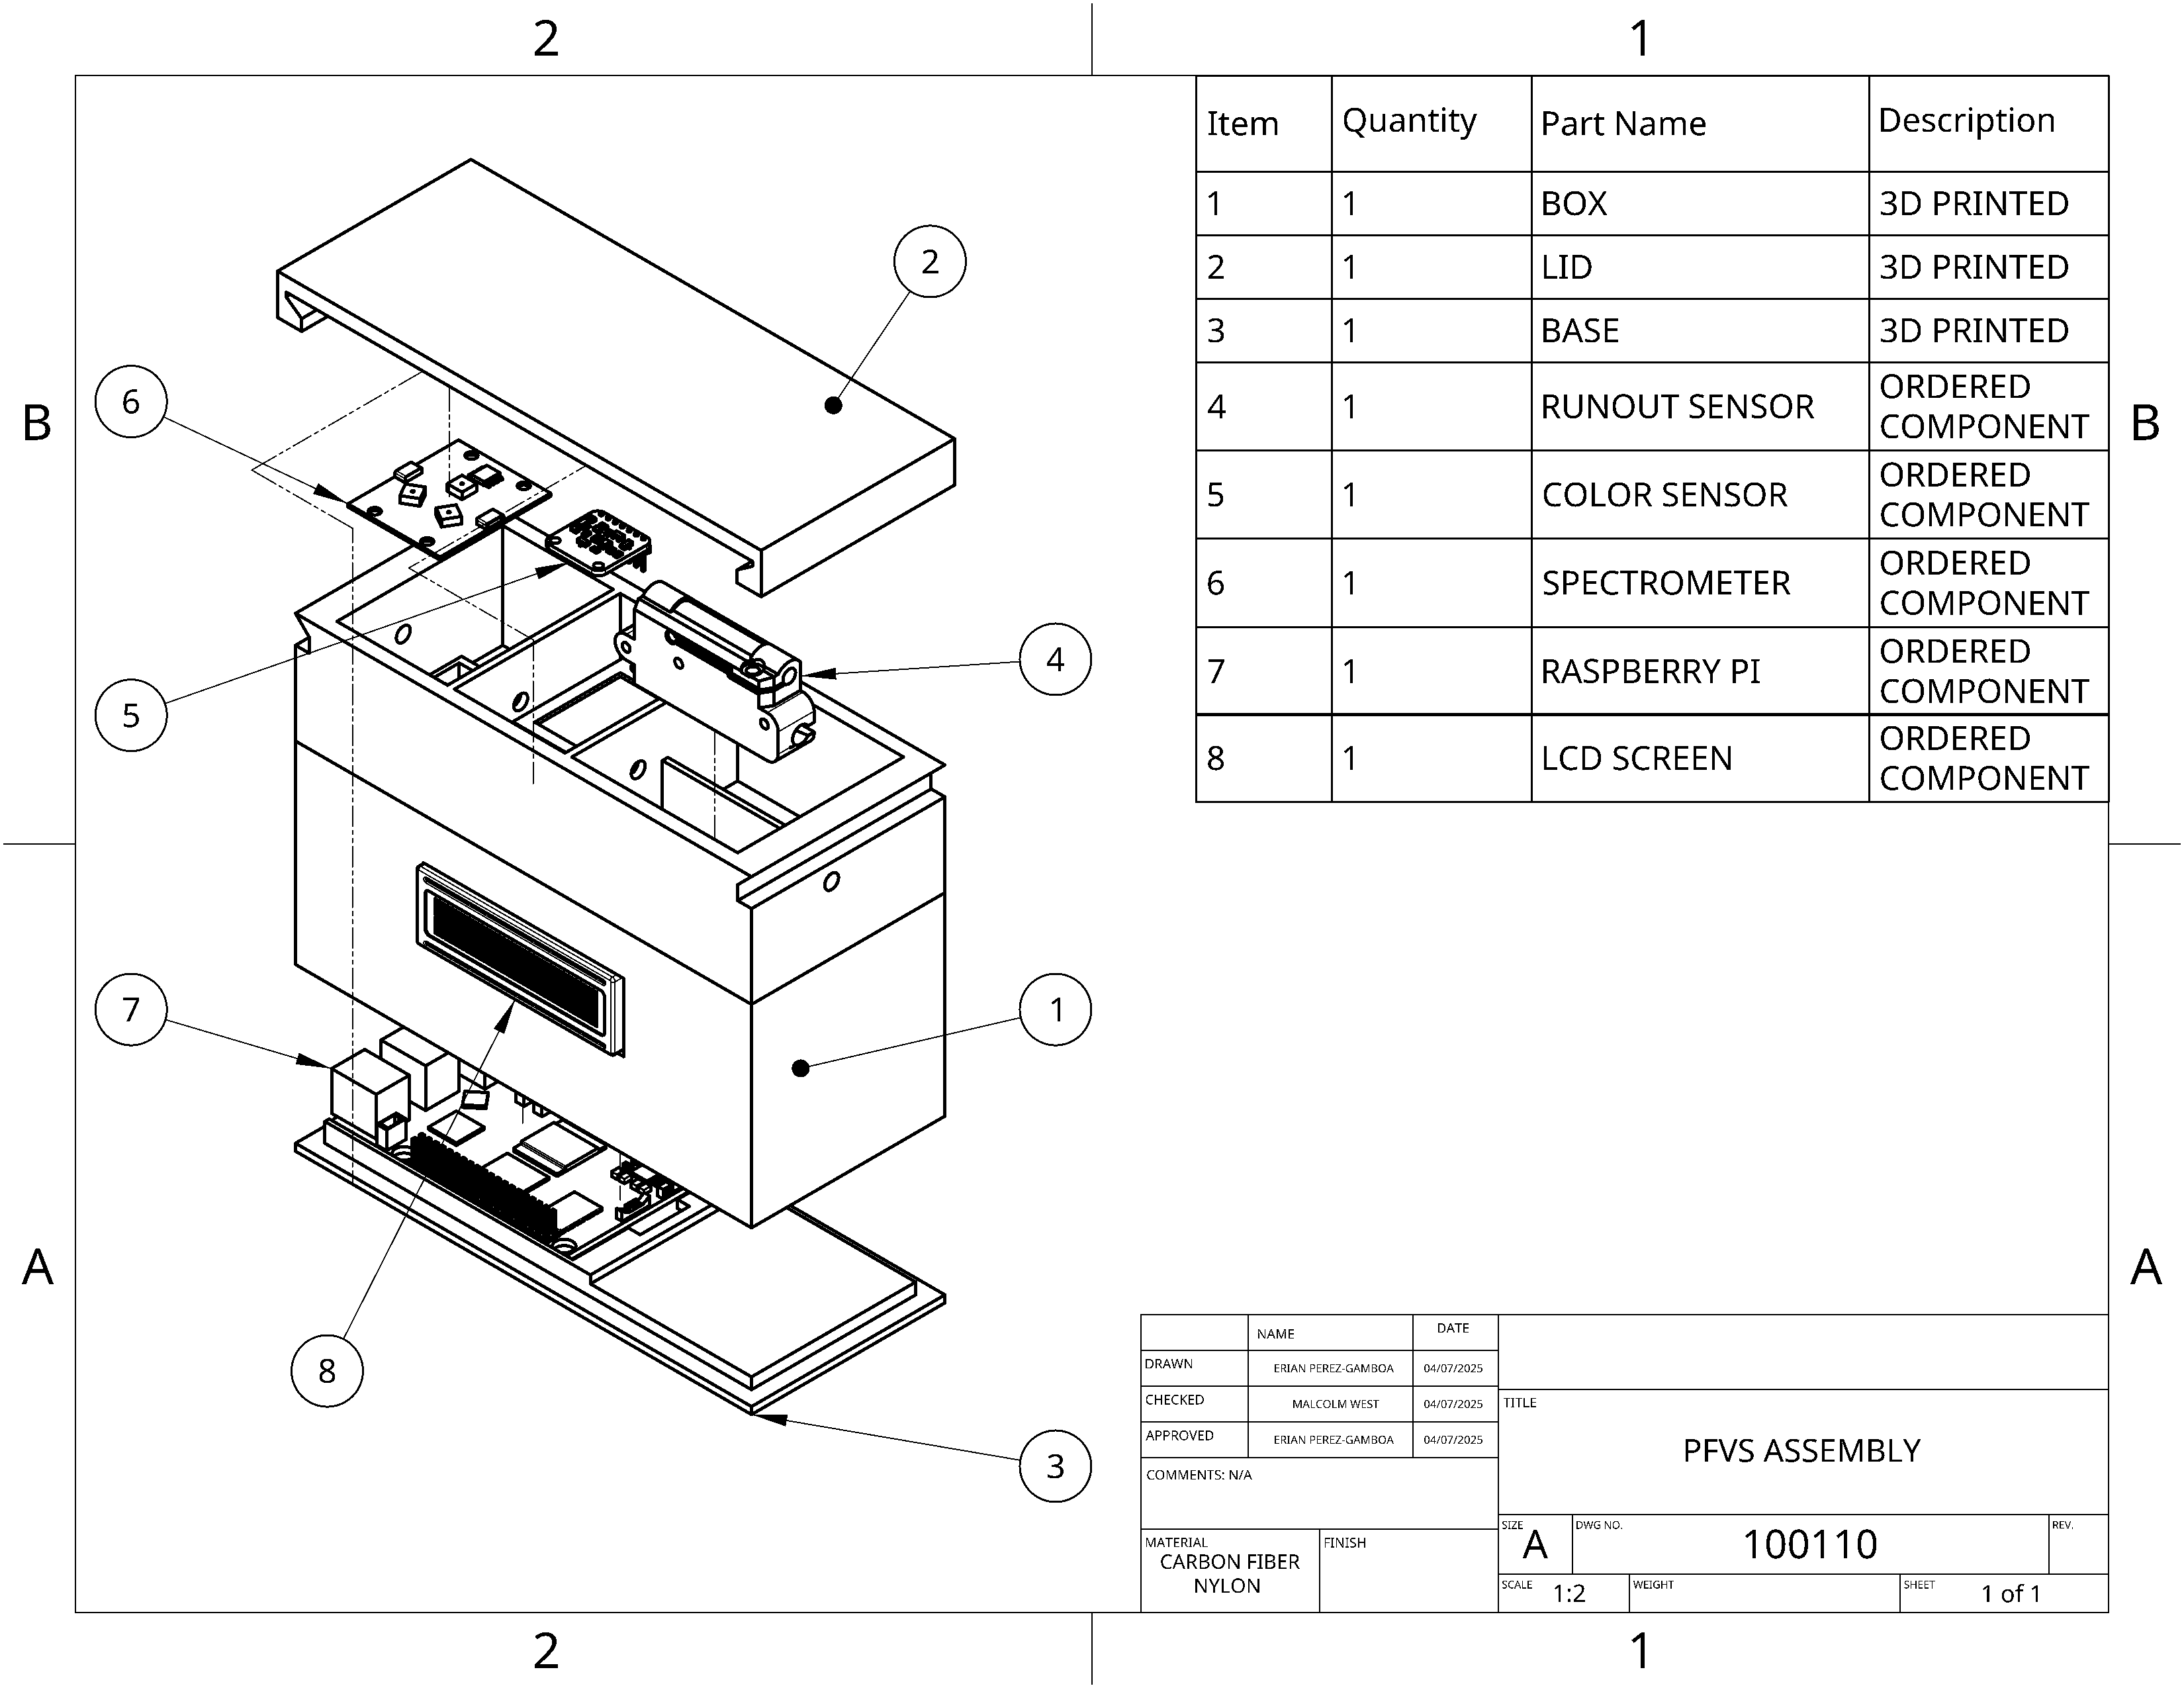 2 1
Item Quantity Part Name Description
1 1 BOX 3D PRINTED
2 1 LID 3D PRINTED
3 1 BASE 3D PRINTED
4 1 RUNOUT SENSOR ORDERED COMPONENT
5 1 COLOR SENSOR ORDERED COMPONENT
6 1 SPECTROMETER ORDERED COMPONENT
7 1 RASPBERRY PI ORDERED COMPONENT
8 1 LCD SCREEN ORDERED COMPONENT
2
6
B B
4
5
7
1
A A
8
3
NAME DATE
DRAWN ERIAN PEREZ-GAMBOA 04/07/2025
CHECKED MALCOLM WEST 04/07/2025
APPROVED ERIAN PEREZ-GAMBOA 04/07/2025
COMMENTS: N/A
MATERIAL
CARBON FIBER
NYLON
FINISH
TITLE
PFVS ASSEMBLY
SIZE A DWG NO. 100110 REV.
SCALE 1:2 WEIGHT SHEET 1 of 1
2 1